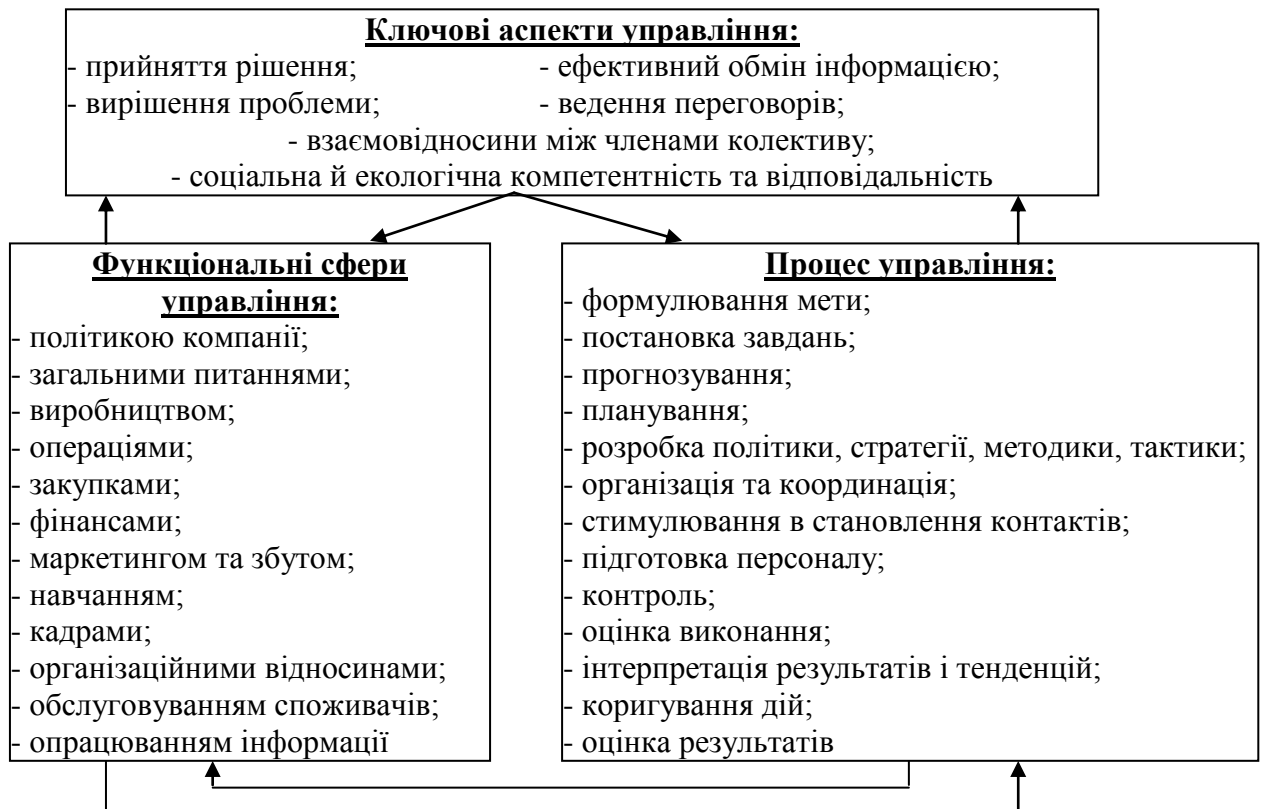 Ключові аспекти управління:
- прийняття рішення; - ефективний обмін інформацією;
- вирішення проблеми; - ведення переговорів;
- взаємовідносини між членами колективу;
- соціальна й екологічна компетентність та відповідальність
Функціональні сфери
управління:
- політикою компанії;
- загальними питаннями;
- виробництвом;
- операціями;
- закупками;
- фінансами;
- маркетингом та збутом;
- навчанням;
- кадрами;
- організаційними відносинами;
- обслуговуванням споживачів;
- опрацюванням інформації
Процес управління:
- формулювання мети;
- постановка завдань;
- прогнозування;
- планування;
- розробка політики, стратегії, методики, тактики;
- організація та координація;
- стимулювання в становлення контактів;
- підготовка персоналу;
- контроль;
- оцінка виконання;
- інтерпретація результатів і тенденцій;
- коригування дій;
- оцінка результатів